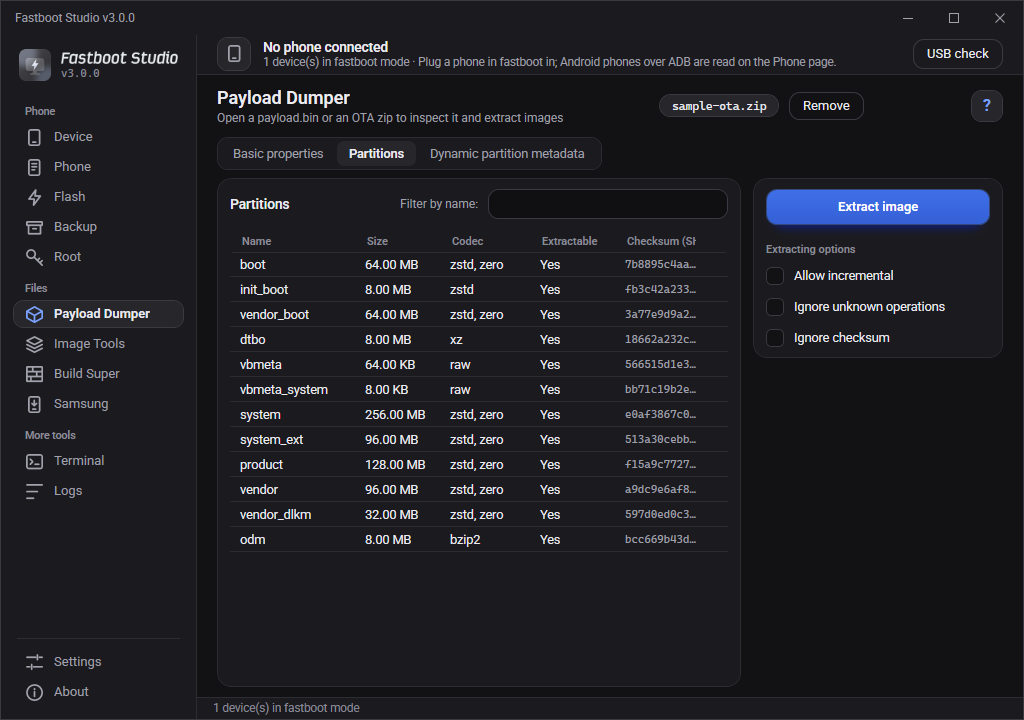 Fastboot Studio v3.0.0
Fastboot Studio
v3.0.0
Phone
Device
Phone
Flash
Backup
Root
Files
Payload Dumper
Image Tools
Build Super
Samsung
More tools
Terminal
Logs
Settings
About
No phone connected
1 device(s) in fastboot mode · Plug a phone in fastboot in; Android phones over ADB are read on the Phone page.
USB check
Payload Dumper
Open a payload.bin or an OTA zip to inspect it and extract images
sample-ota.zip
Remove
?
Basic properties Partitions Dynamic partition metadata
Partitions
Filter by name:
Name Size Codec Extractable Checksum (SH
boot 64.00 MB zstd, zero Yes 7b8895c4aa…
init_boot 8.00 MB zstd Yes fb3c42a233…
vendor_boot 64.00 MB zstd, zero Yes 3a77e9d9a2…
dtbo 8.00 MB xz Yes 18662a232c…
vbmeta 64.00 KB raw Yes 566515d1e3…
vbmeta_system 8.00 KB raw Yes bb71c19b2e…
system 256.00 MB zstd, zero Yes e0af3867c0…
system_ext 96.00 MB zstd, zero Yes 513a30cebb…
product 128.00 MB zstd, zero Yes f15a9c7727…
vendor 96.00 MB zstd, zero Yes a9dc9e6af8…
vendor_dlkm 32.00 MB zstd, zero Yes 597d0ed0c3…
odm 8.00 MB bzip2 Yes bcc669b43d…
Extract image
Extracting options
Allow incremental
Ignore unknown operations
Ignore checksum
1 device(s) in fastboot mode